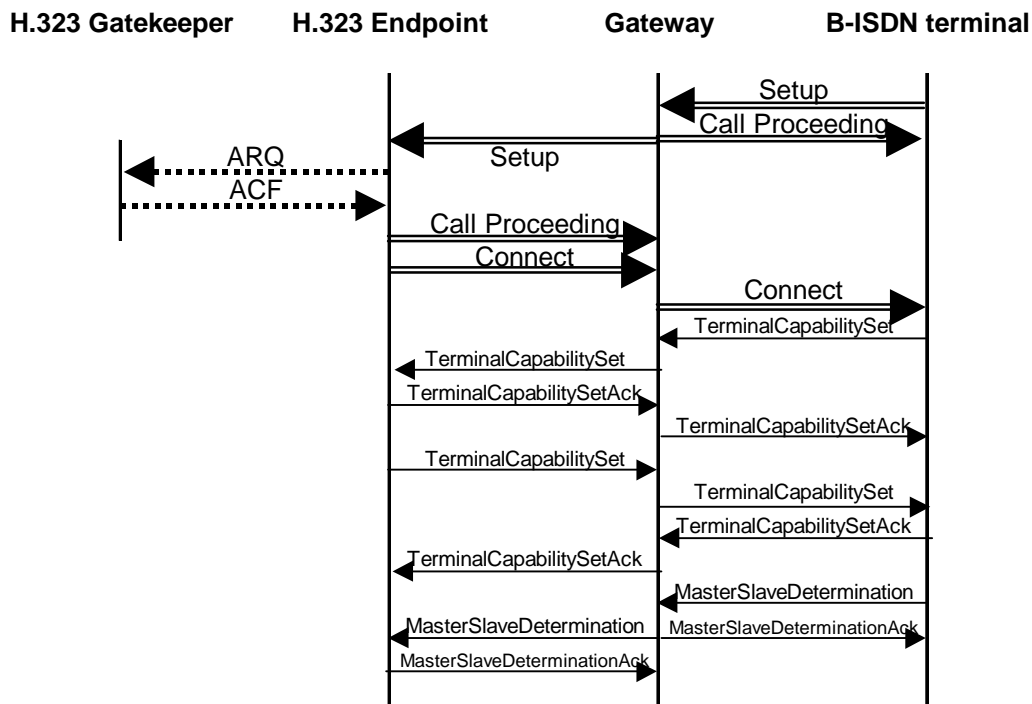 H.323 Gatekeeper H.323 Endpoint Gateway B-ISDN terminal
Setup
Call Proceeding
Setup
ARQ
ACF
Call Proceeding
Connect
Connect
TerminalCapabilitySet
TerminalCapabilitySet
TerminalCapabilitySetAck
TerminalCapabilitySetAck
TerminalCapabilitySet
TerminalCapabilitySet
TerminalCapabilitySetAck
TerminalCapabilitySetAck
MasterSlaveDetermination
MasterSlaveDetermination MasterSlaveDeterminationAck
MasterSlaveDeterminationAck